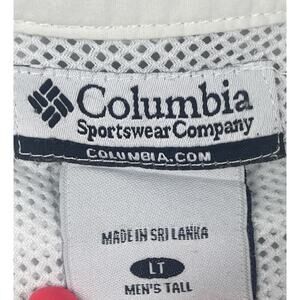 Columbia
Sportswear Company
COLUMBIA.COM
MADE IN SRI LANKA
LT
MEN'S TALL